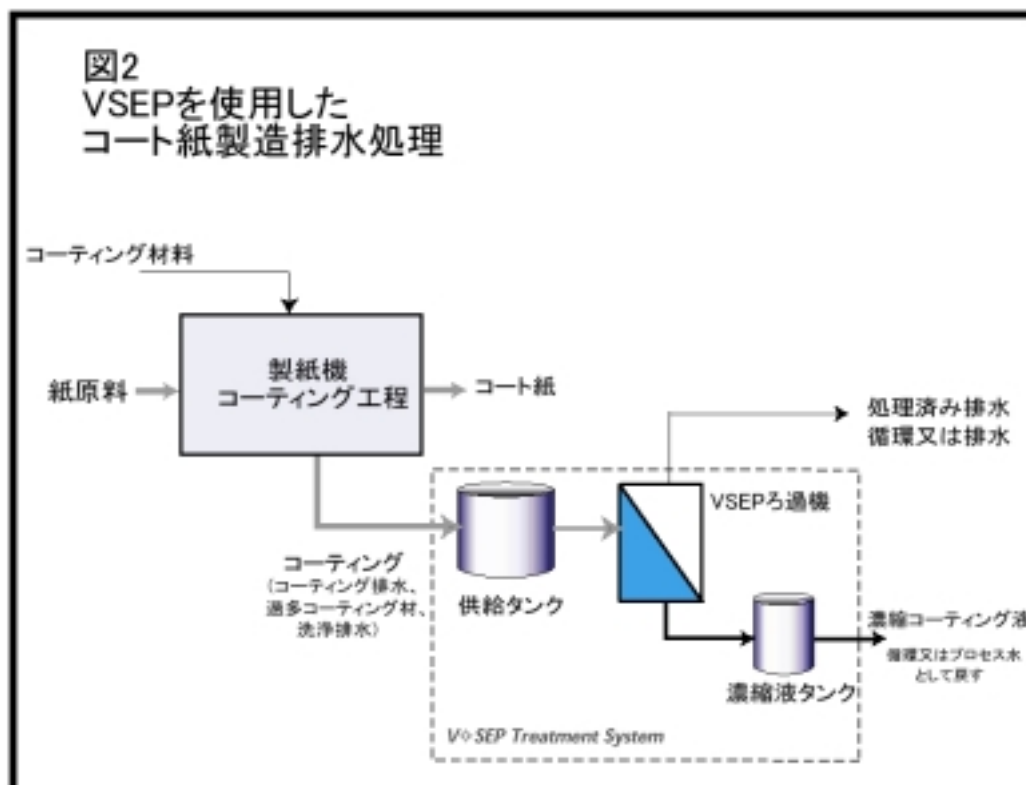 図2
VSEPを使用した
コート紙製造排水処理
コーティング材料
製紙機
コーティング工程
紙原料
コート紙
処理済み排水
循環又は排水
VSEPろ過機
コーティング
(コーティング排水、
過多コーティング材、
洗浄排水)
供給タンク
濃縮コーティング液
循環又はプロセス水
として戻す
濃縮液タンク
V◇SEP Treatment System